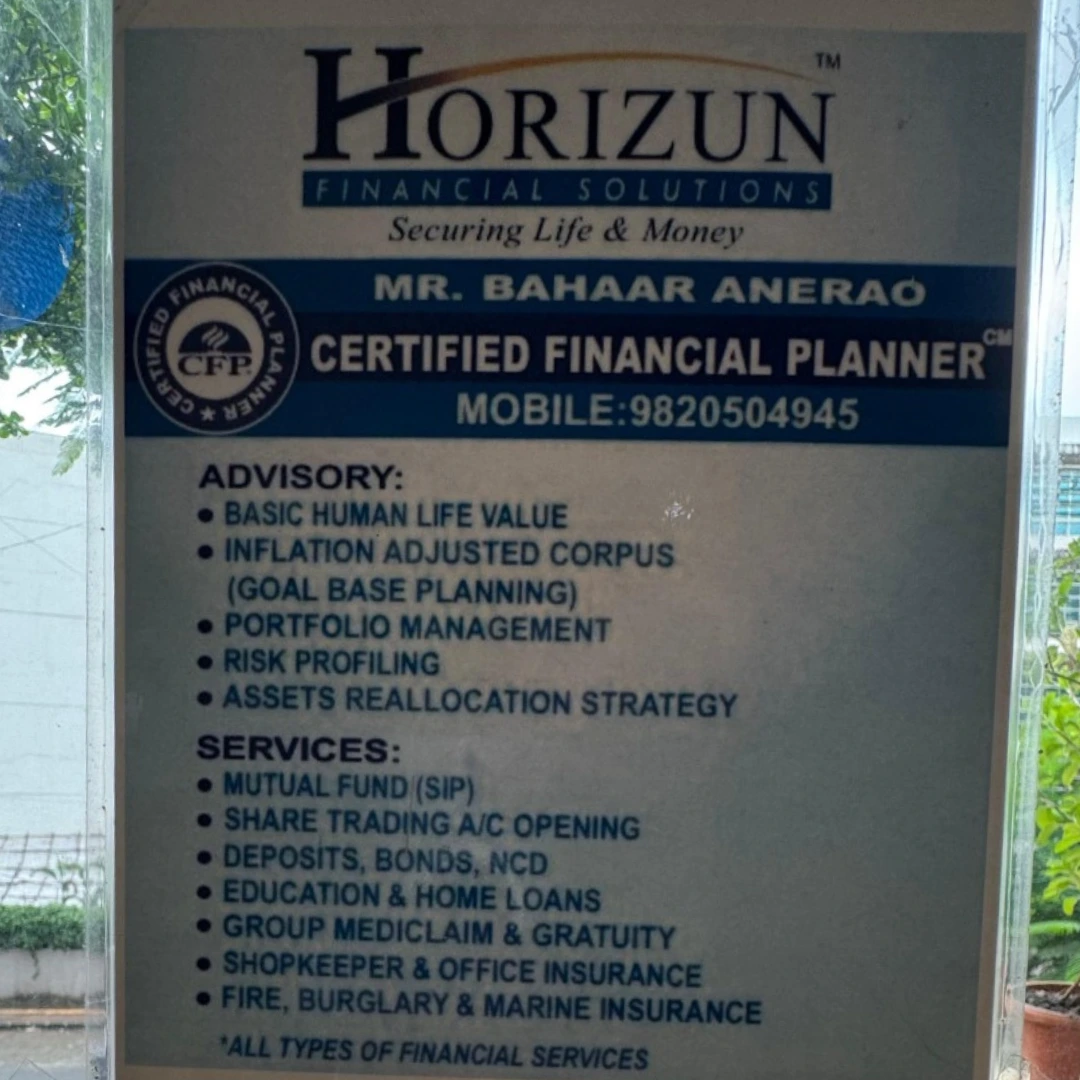 HORIZUN TM
FINANCIAL SOLUTIONS
Securing Life & Money
MR. BAHAAR ANERAO
CERTIFIED FINANCIAL PLANNER CM
MOBILE:9820504945
CERTIFIED FINANCIAL PLANNER
CFP
ADVISORY:
• BASIC HUMAN LIFE VALUE
• INFLATION ADJUSTED CORPUS
(GOAL BASE PLANNING)
• PORTFOLIO MANAGEMENT
• RISK PROFILING
• ASSETS REALLOCATION STRATEGY
SERVICES:
• MUTUAL FUND (SIP)
• SHARE TRADING A/C OPENING
• DEPOSITS, BONDS, NCD
• EDUCATION & HOME LOANS
• GROUP MEDICLAIM & GRATUITY
• SHOPKEEPER & OFFICE INSURANCE
• FIRE, BURGLARY & MARINE INSURANCE
*ALL TYPES OF FINANCIAL SERVICES